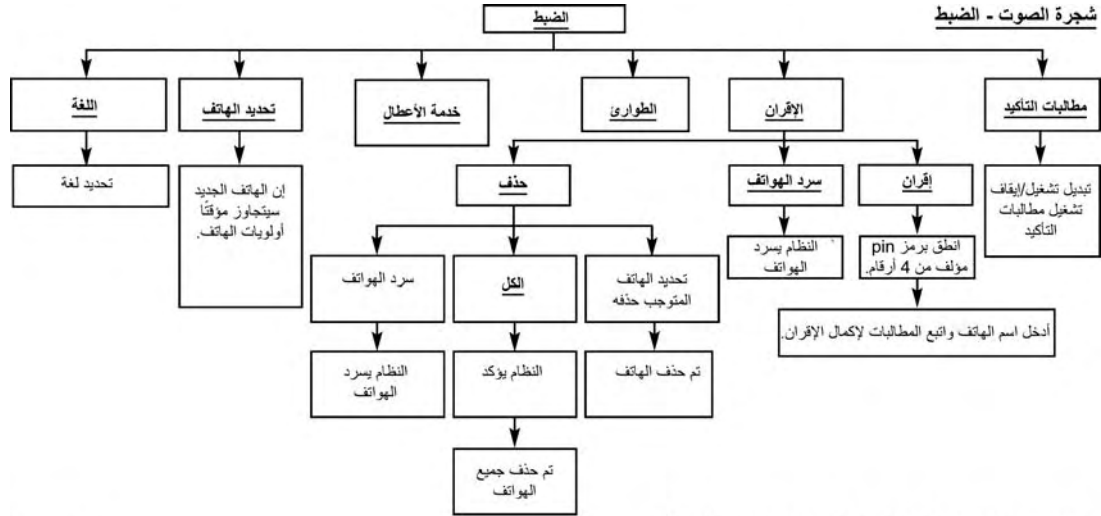 شجرة الصوت - الضبط
الضبط
مطالبات التأكيد
الإقران
الطوارئ
خدمة الأعطال
تحديد الهاتف
اللغة
تبديل تشغيل/إيقاف
تشغيل مطالبات
التأكيد
إقران
سرد الهواتف
حذف
إن الهاتف الجديد
سيتجاوز مؤقتًا
أولويات الهاتف.
تحديد لغة
انطق برمز pin
مؤلف من 4 أرقام.
النظام يسرد
الهواتف
تحديد الهاتف
المتوجب حذفه
الكل
سرد الهواتف
أدخل اسم الهاتف واتبع المطالبات لإكمال الإقران.
تم حذف الهاتف
النظام يؤكد
النظام يسرد
الهواتف
تم حذف جميع
الهواتف